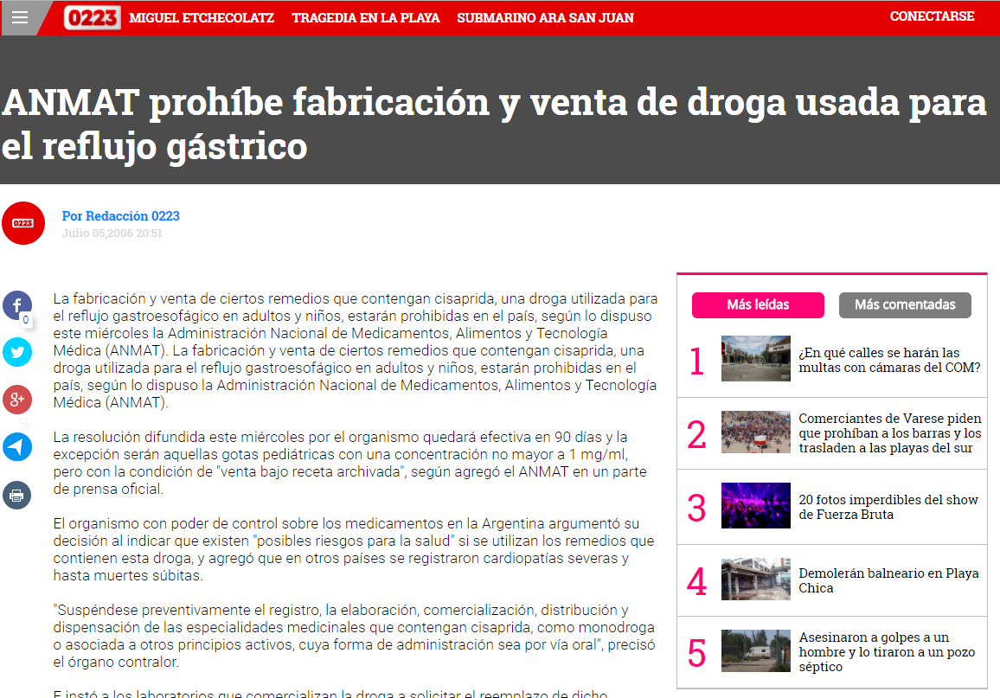 0223 MIGUEL ETCHECOLATZ TRAGEDIA EN LA PLAYA SUBMARINO ARA SAN JUAN CONECTARSE
ANMAT prohíbe fabricación y venta de droga usada para
el reflujo gástrico
0223
Por Redacción 0223
Julio 05,2006 20:51
0
La fabricación y venta de ciertos remedios que contengan cisaprida, una droga utilizada para
el reflujo gastroesofágico en adultos y niños, estarán prohibidas en el país, según lo dispuso
este miércoles la Administración Nacional de Medicamentos, Alimentos y Tecnología
Médica (ANMAT). La fabricación y venta de ciertos remedios que contengan cisaprida, una
droga utilizada para el reflujo gastroesofágico en adultos y niños, estarán prohibidas en el
país, según lo dispuso la Administración Nacional de Medicamentos, Alimentos y Tecnología
Médica (ANMAT).
La resolución difundida este miércoles por el organismo quedará efectiva en 90 días y la
excepción serán aquellas gotas pediátricas con una concentración no mayor a 1 mg/ml,
pero con la condición de "venta bajo receta archivada", según agregó el ANMAT en un parte
de prensa oficial.
El organismo con poder de control sobre los medicamentos en la Argentina argumentó su
decisión al indicar que existen "posibles riesgos para la salud" si se utilizan los remedios que
contienen esta droga, y agregó que en otros países se registraron cardiopatías severas y
hasta muertes súbitas.
"Suspéndese preventivamente el registro, la elaboración, comercialización, distribución y
dispensación de las especialidades medicinales que contengan cisaprida, como monodroga
o asociada a otros principios activos, cuya forma de administración sea por vía oral", precisó
el órgano contralor.
E instó a los laboratorios que comercializan la droga a solicitar el reemplazo de dicho
Más leídas Más comentadas
1 ¿En qué calles se harán las
multas con cámaras del COM?
2 Comerciantes de Varese piden
que prohíban a los barras y los
trasladen a las playas del sur
3 20 fotos imperdibles del show
de Fuerza Bruta
4 Demolerán balneario en Playa
Chica
5 Asesinaron a golpes a un
hombre y lo tiraron a un pozo
séptico